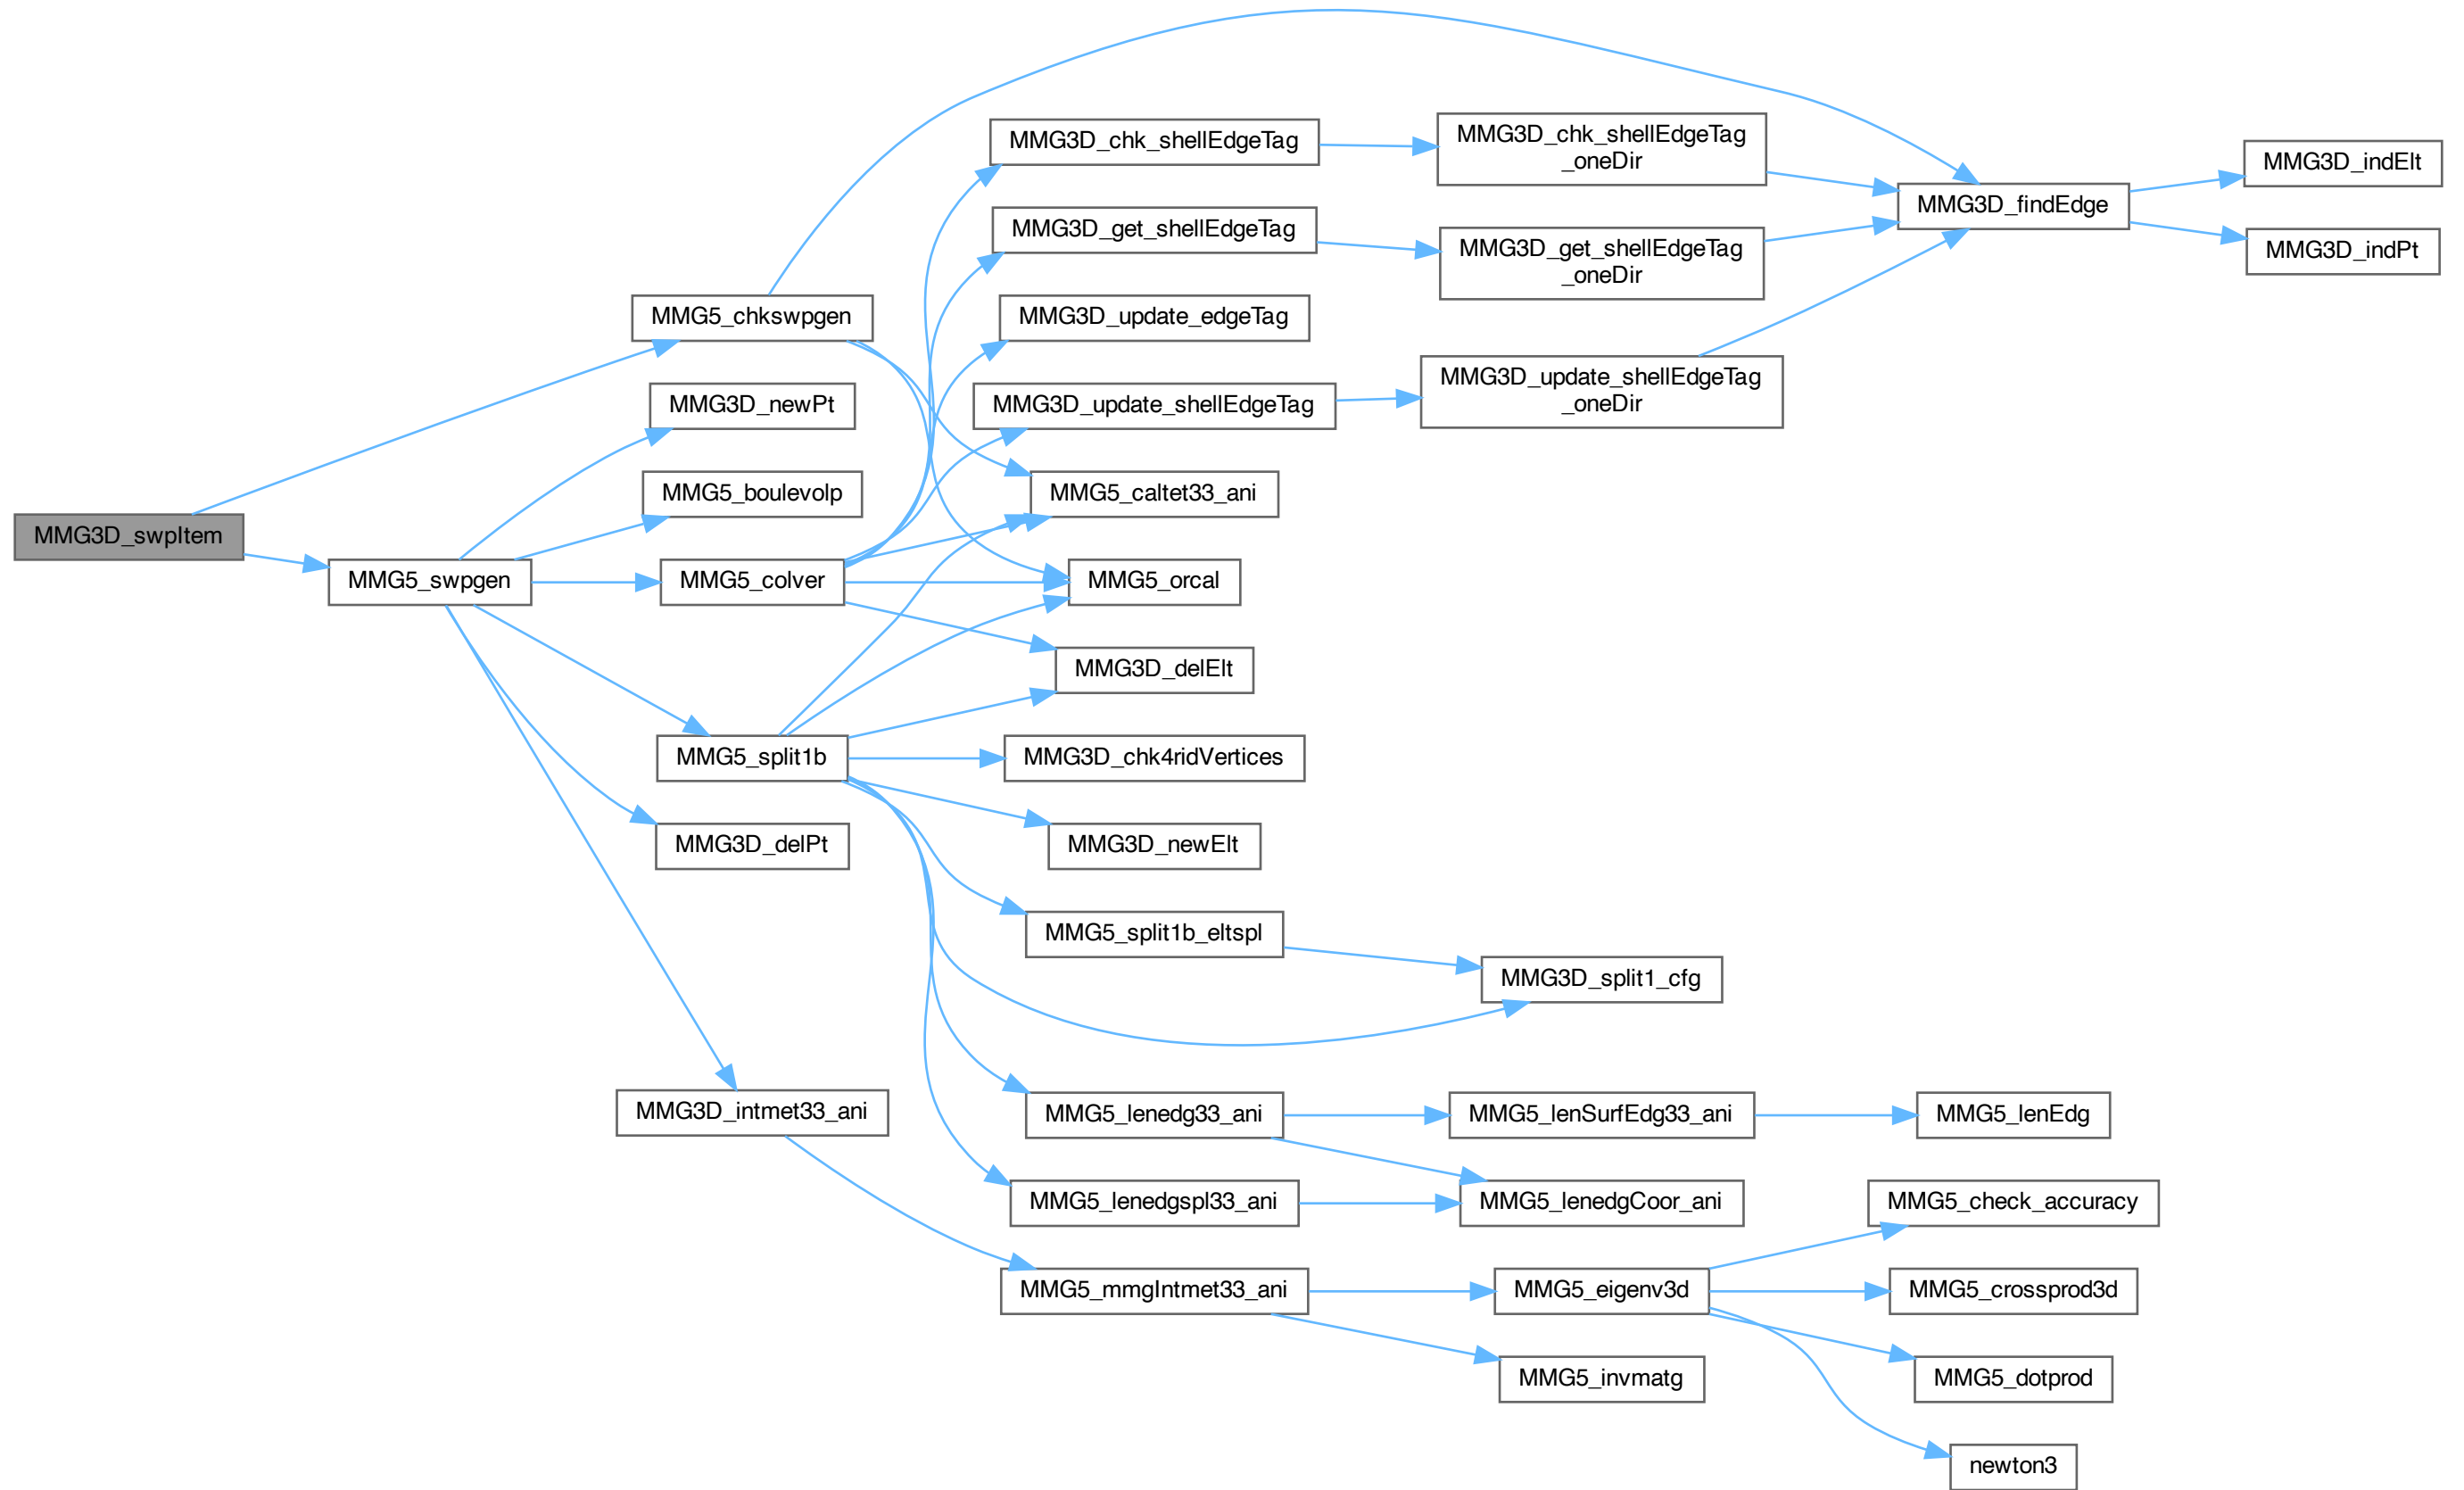 MMG3D_swpItem
MMG5_chkswpgen
MMG3D_newPt
MMG5_boulevolp
MMG5_swpgen
MMG5_colver
MMG5_split1b
MMG3D_delPt
MMG3D_intmet33_ani
MMG3D_chk_shellEdgeTag
MMG3D_get_shellEdgeTag
MMG3D_update_edgeTag
MMG3D_update_shellEdgeTag
MMG5_caltet33_ani
MMG5_orcal
MMG3D_delElt
MMG3D_chk4ridVertices
MMG3D_newElt
MMG5_split1b_eltspl
MMG5_lenedg33_ani
MMG5_lenedgspl33_ani
MMG5_mmgIntmet33_ani
MMG3D_chk_shellEdgeTag
_oneDir
MMG3D_get_shellEdgeTag
_oneDir
MMG3D_update_shellEdgeTag
_oneDir
MMG3D_split1_cfg
MMG5_lenSurfEdg33_ani
MMG5_lenedgCoor_ani
MMG5_eigenv3d
MMG5_invmatg
MMG3D_findEdge
MMG5_lenEdg
MMG5_check_accuracy
MMG5_crossprod3d
MMG5_dotprod
newton3
MMG3D_indElt
MMG3D_indPt